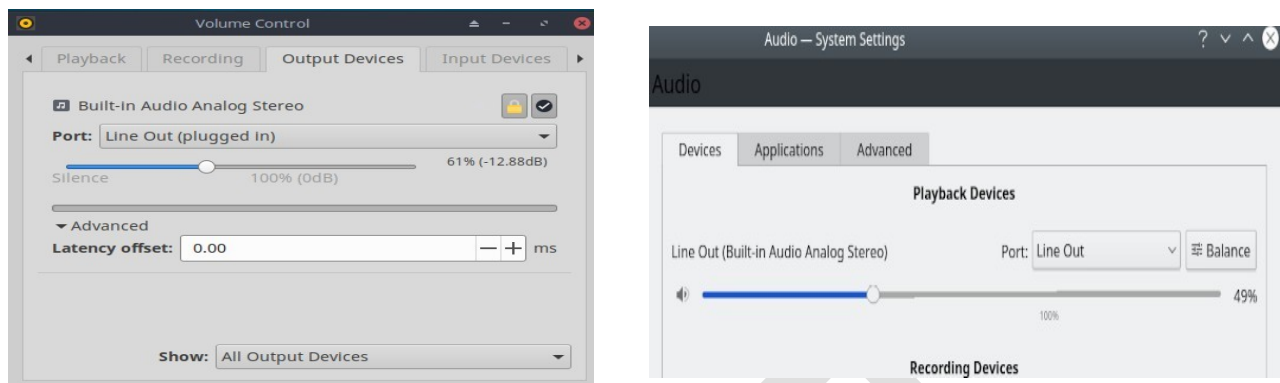 Volume Control
Playback Recording Output Devices Input Devices
Built-in Audio Analog Stereo
Port: Line Out (plugged in)
61% (-12.88dB)
Silence 100% (0dB)
Advanced
Latency offset: 0.00 ms
Show: All Output Devices
Audio — System Settings
Audio
Devices Applications Advanced
Playback Devices
Line Out (Built-in Audio Analog Stereo) Port: Line Out Balance
49%
100%
Recording Devices